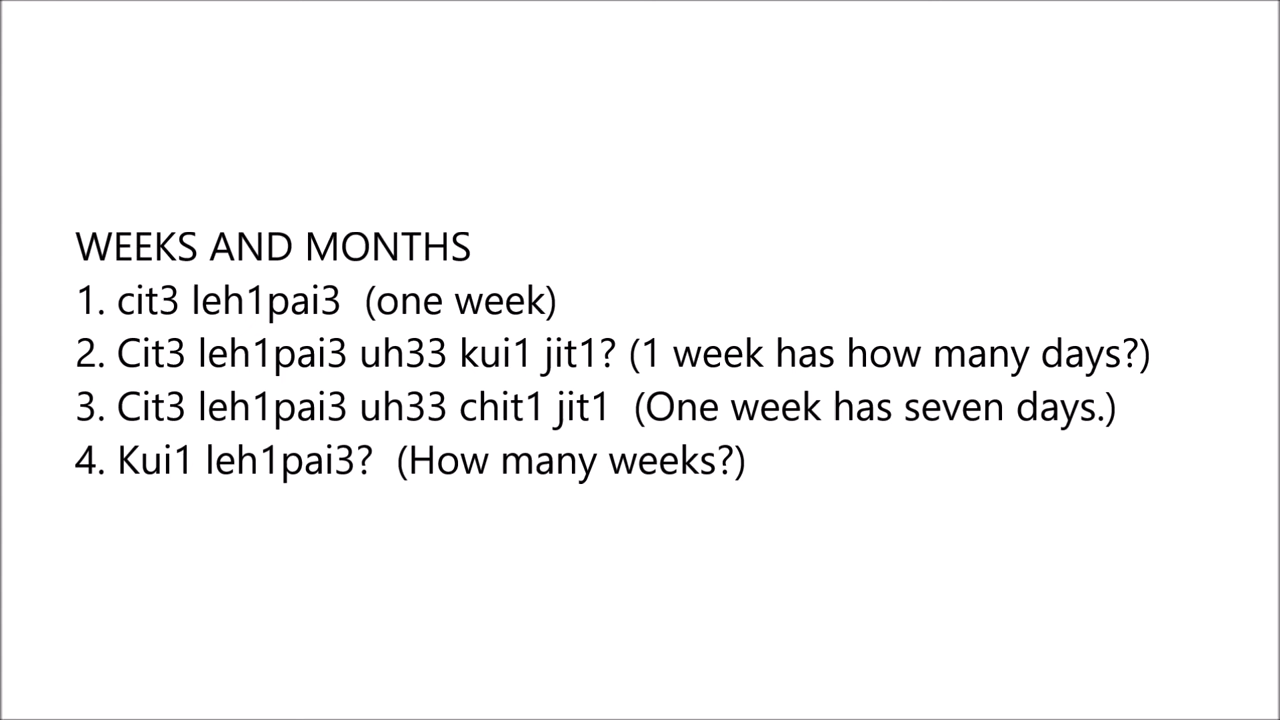 WEEKS AND MONTHS
1. cit3 leh1pai3 (one week)
2. Cit3 leh1pai3 uh33 kui1 jit1? (1 week has how many days?)
3. Cit3 leh1pai3 uh33 chit1 jit1 (One week has seven days.)
4. Kui1 leh1pai3? (How many weeks?)